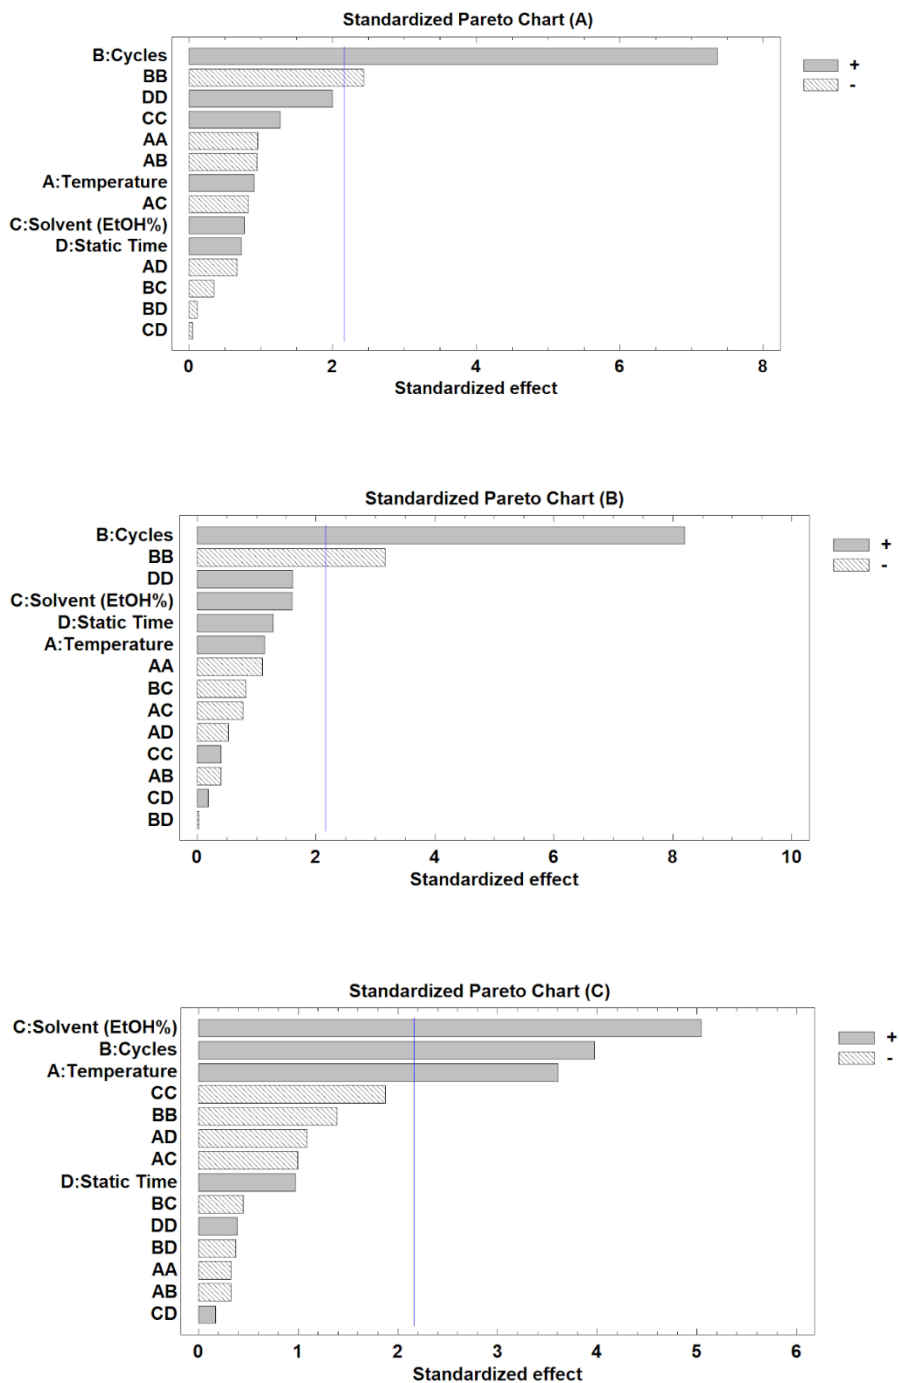 Standardized Pareto Chart (A)
B:Cycles
BB
DD
CC
AA
AB
A:Temperature
AC
C:Solvent (EtOH%)
D:Static Time
AD
BC
BD
CD
+
-
0 2 4 6 8
Standardized effect
Standardized Pareto Chart (B)
B:Cycles
BB
DD
C:Solvent (EtOH%)
D:Static Time
A:Temperature
AA
BC
AC
AD
CC
AB
CD
BD
+
-
0 2 4 6 8 10
Standardized effect
Standardized Pareto Chart (C)
C:Solvent (EtOH%)
B:Cycles
A:Temperature
CC
BB
AD
AC
D:Static Time
BC
DD
BD
AA
AB
CD
+
-
0 1 2 3 4 5 6
Standardized effect